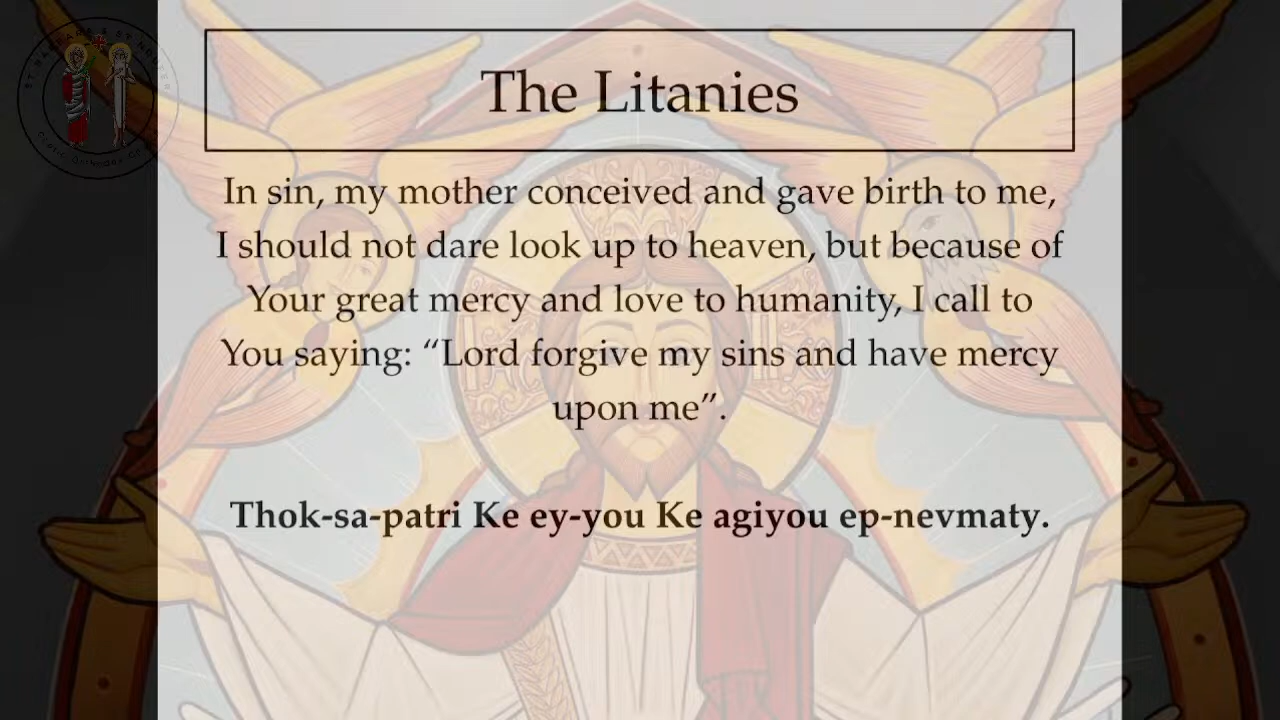 The Litanies
In sin, my mother conceived and gave birth to me,
I should not dare look up to heaven, but because of
Your great mercy and love to humanity, I call to
You saying: “Lord forgive my sins and have mercy
upon me”.
Thok-sa-patri Ke ey-you Ke agiyou ep-nevmaty.